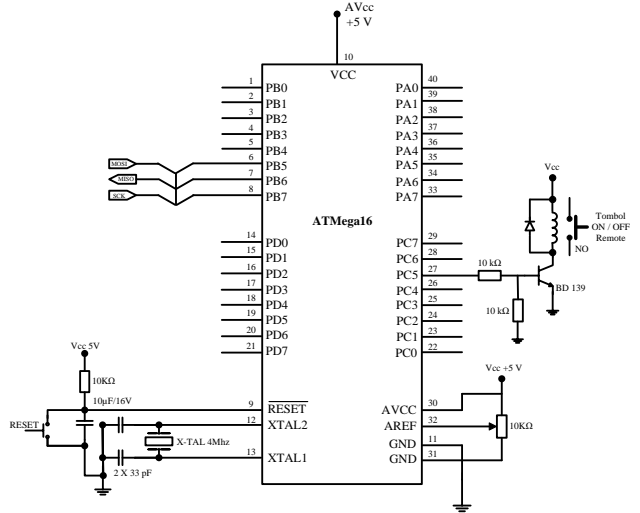 AVcc
+5 V
10
VCC
1 PB0
2 PB1
3 PB2
4 PB3
5 PB4
MOSI 6 PB5
MISO 7 PB6
SCK 8 PB7
ATMega16
14 PD0
15 PD1
16 PD2
17 PD3
18 PD4
19 PD5
20 PD6
21 PD7
PA0 40
PA1 39
PA2 38
PA3 37
PA4 36
PA5 35
PA6 34
PA7 33
PC7 29
PC6 28
PC5 27
PC4 26
PC3 25
PC2 24
PC1 23
PC0 22
Vcc
Tombol
ON / OFF
Remote
NO
10 kΩ
BD 139
10 kΩ
Vcc 5V
10KΩ
10μF/16V
RESET
9 RESET
12 XTAL2
X-TAL 4Mhz
13 XTAL1
2 X 33 pF
Vcc +5 V
AVCC 30
AREF 32
10KΩ
GND 11
GND 31